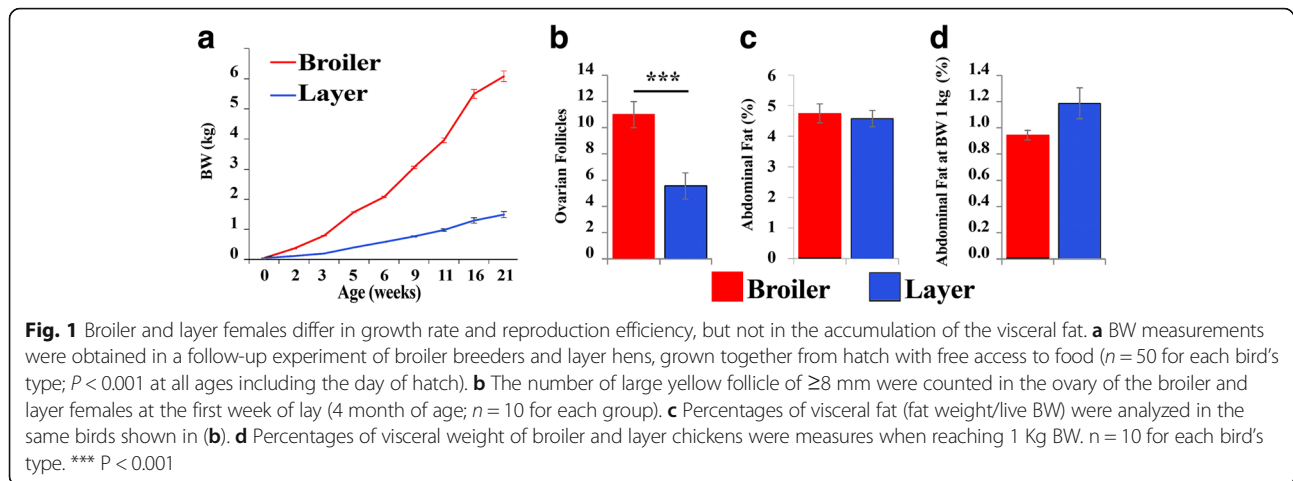 a
b
c
d
Broiler
Layer
BW (kg)
6
5
4
3
2
1
0
0 2 3 5 6 9 11 16 21
Age (weeks)
Ovarian Follicles
14
12
10
8
6
4
2
0
***
Abdominal Fat (%)
6
5
4
3
2
1
0
Abdominal Fat at BW 1 kg (%)
1.4
1.2
1.0
0.8
0.6
0.4
0.2
0.0
Broiler Layer
Fig. 1 Broiler and layer females differ in growth rate and reproduction efficiency, but not in the accumulation of the visceral fat. a BW measurements
were obtained in a follow-up experiment of broiler breeders and layer hens, grown together from hatch with free access to food (n = 50 for each bird's
type; P < 0.001 at all ages including the day of hatch). b The number of large yellow follicle of ≥8 mm were counted in the ovary of the broiler and
layer females at the first week of lay (4 month of age; n = 10 for each group). c Percentages of visceral fat (fat weight/live BW) were analyzed in the
same birds shown in (b). d Percentages of visceral weight of broiler and layer chickens were measures when reaching 1 Kg BW. n = 10 for each bird's
type. *** P < 0.001